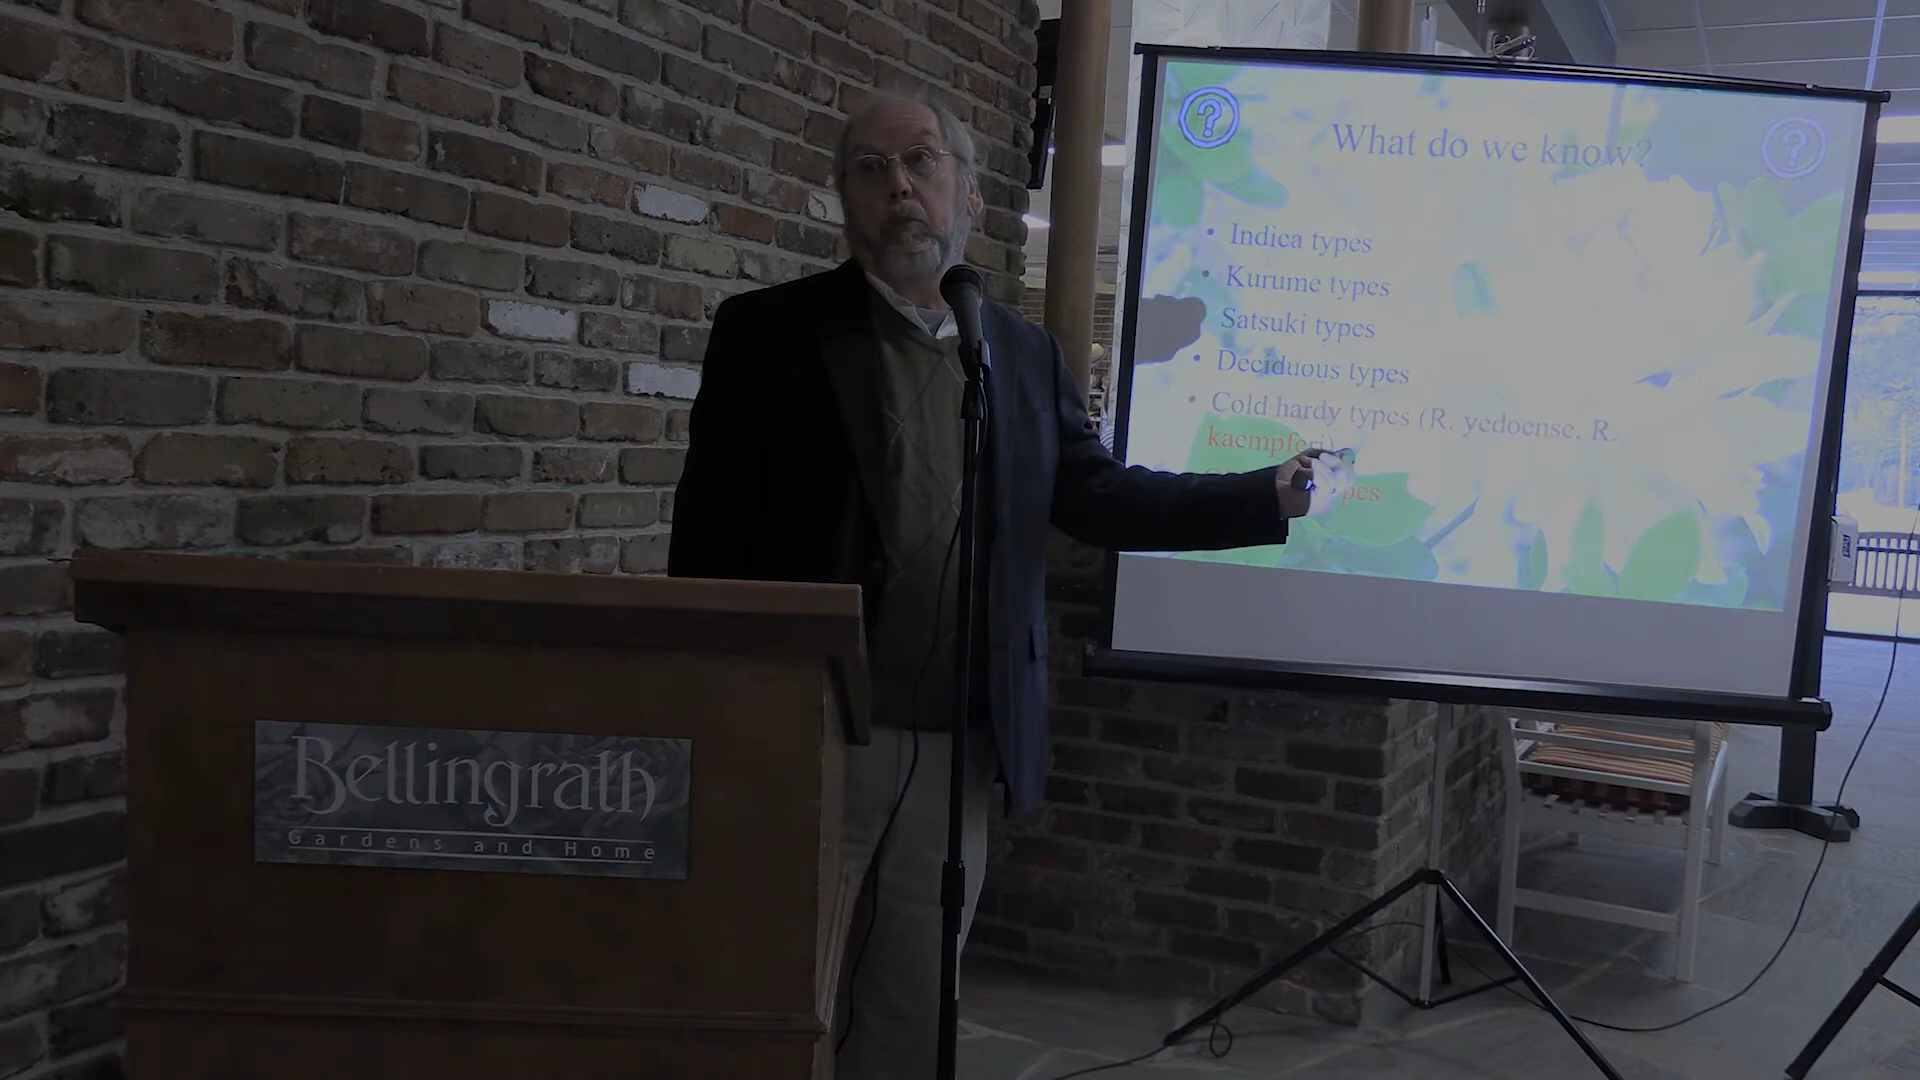 What do we know?
• Indica types
• Kurume types
Satsuki types
• Deciduous types
• Cold hardy types (R. yedoense. R.
kaempferi)
types
Bellingrath
Gardens and Home